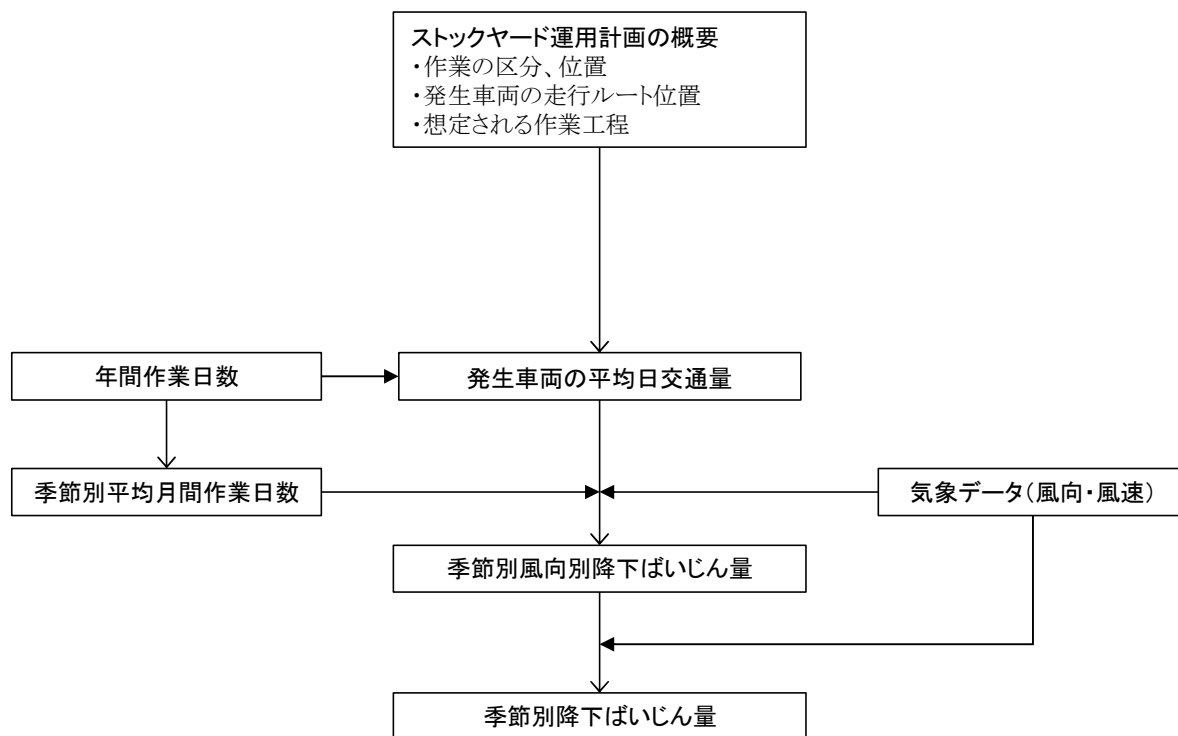 ストックヤード運用計画の概要
・作業の区分、位置
・発生車両の走行ルート位置
・想定される作業工程
年間作業日数
発生車両の平均日交通量
季節別平均月間作業日数
気象データ（風向・風速）
季節別風向別降下ばいじん量
季節別降下ばいじん量